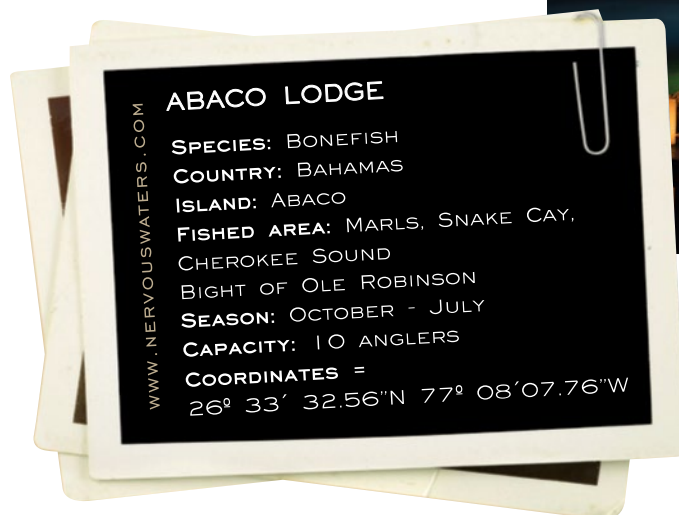 ABACO LODGE
SPECIES: BONEFISH
COUNTRY: BAHAMAS
ISLAND: ABACO
FISHED AREA: MARLS, SNAKE CAY,
CHEROKEE SOUND
BIGHT OF OLE ROBINSON
SEASON: OCTOBER - JULY
CAPACITY: 10 ANGLERS
COORDINATES =
26º 33´ 32.56”N 77º 08´07.76”W
WWW.NERVOUSWATERS.COM